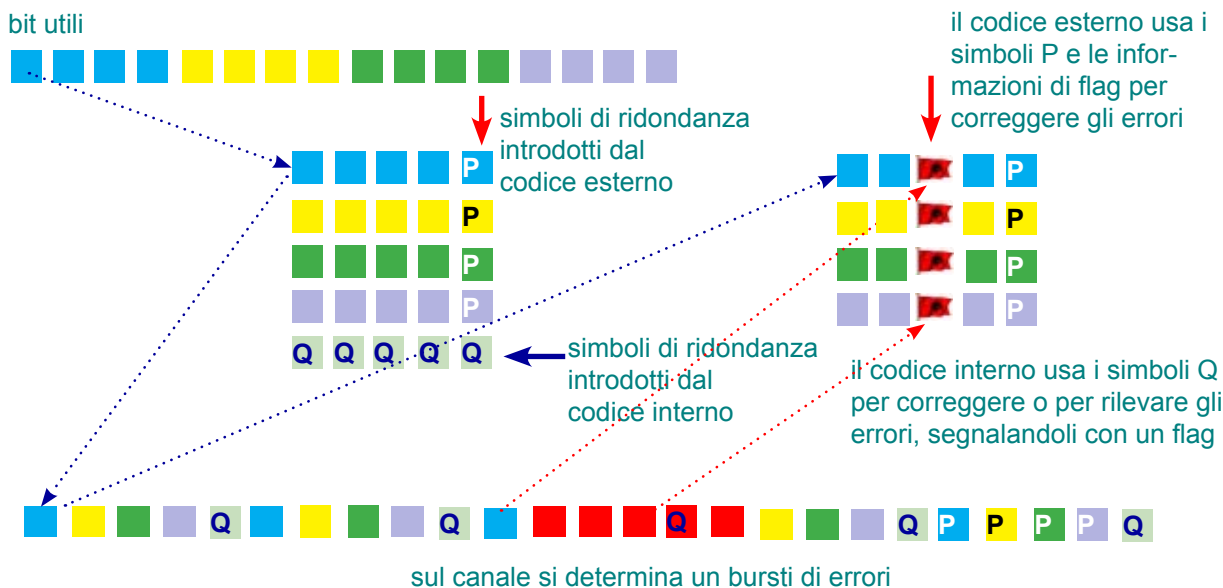 bit utili
il codice esterno usa i
simboli P e le infor-
mazioni di flag per
correggere gli errori
simboli di ridondanza
introdotti dal
codice esterno
P
P
P
P
P
P
P
P
Q Q Q Q Q
simboli di ridondanza
introdotti dal
codice interno
il codice interno usa i simboli Q
per correggere o per rilevare gli
errori, segnalandoli con un flag
Q Q Q Q P P P P Q
sul canale si determina un bursti di errori